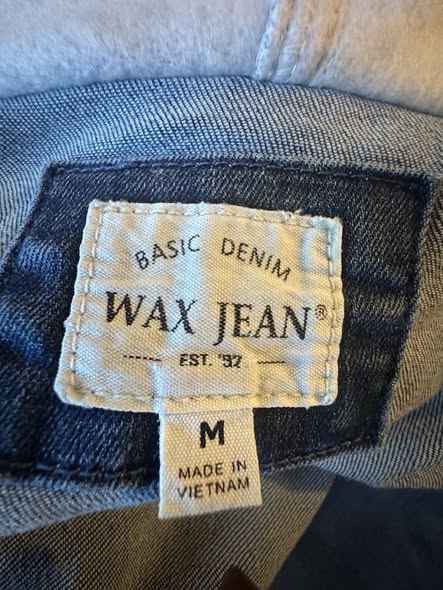 BASIC DENIM
WAX JEAN®
EST. '97
M
MADE IN
VIETNAM